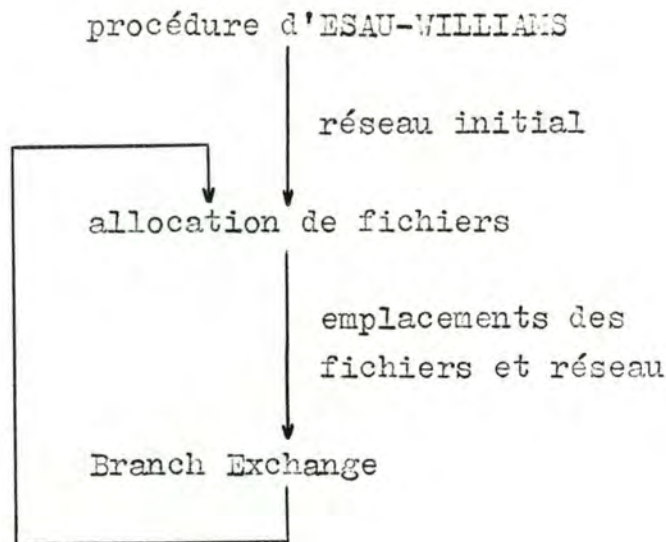 procédure d'ESAU-WILLIAMS
réseau initial
allocation de fichiers
emplacements des
fichiers et réseau
Branch Exchange